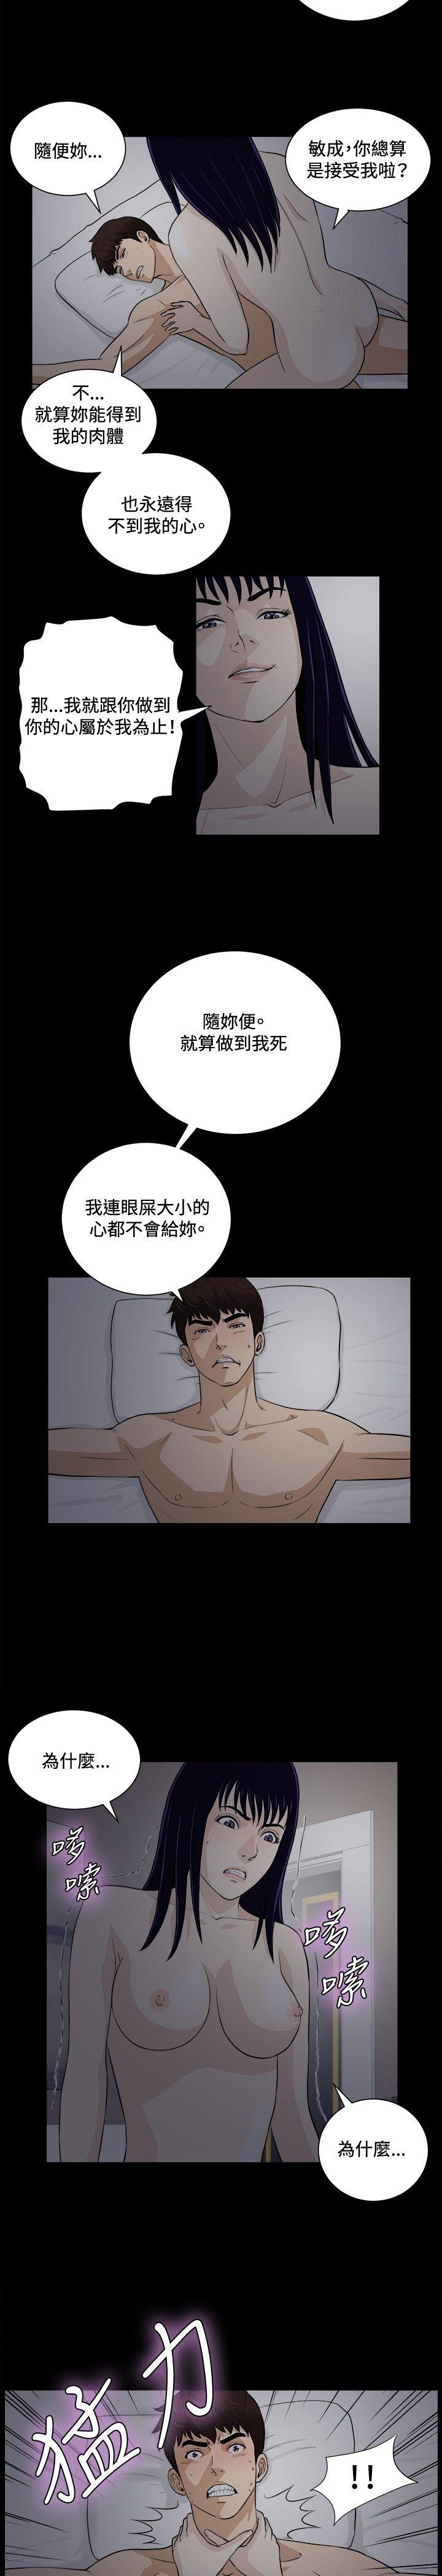 隨便妳...
敏成,你總算
是接受我啦?
不...
就算妳能得到
我的肉體
也永遠得
不到我的心。
那...我就跟你做到
你的心屬於我為止!
隨妳便。
就算做到我死
我連眼屎大小的
心都不會給妳。
為什麼...
哆
嗦
哆
嗦
為什麼...
猛力
!!